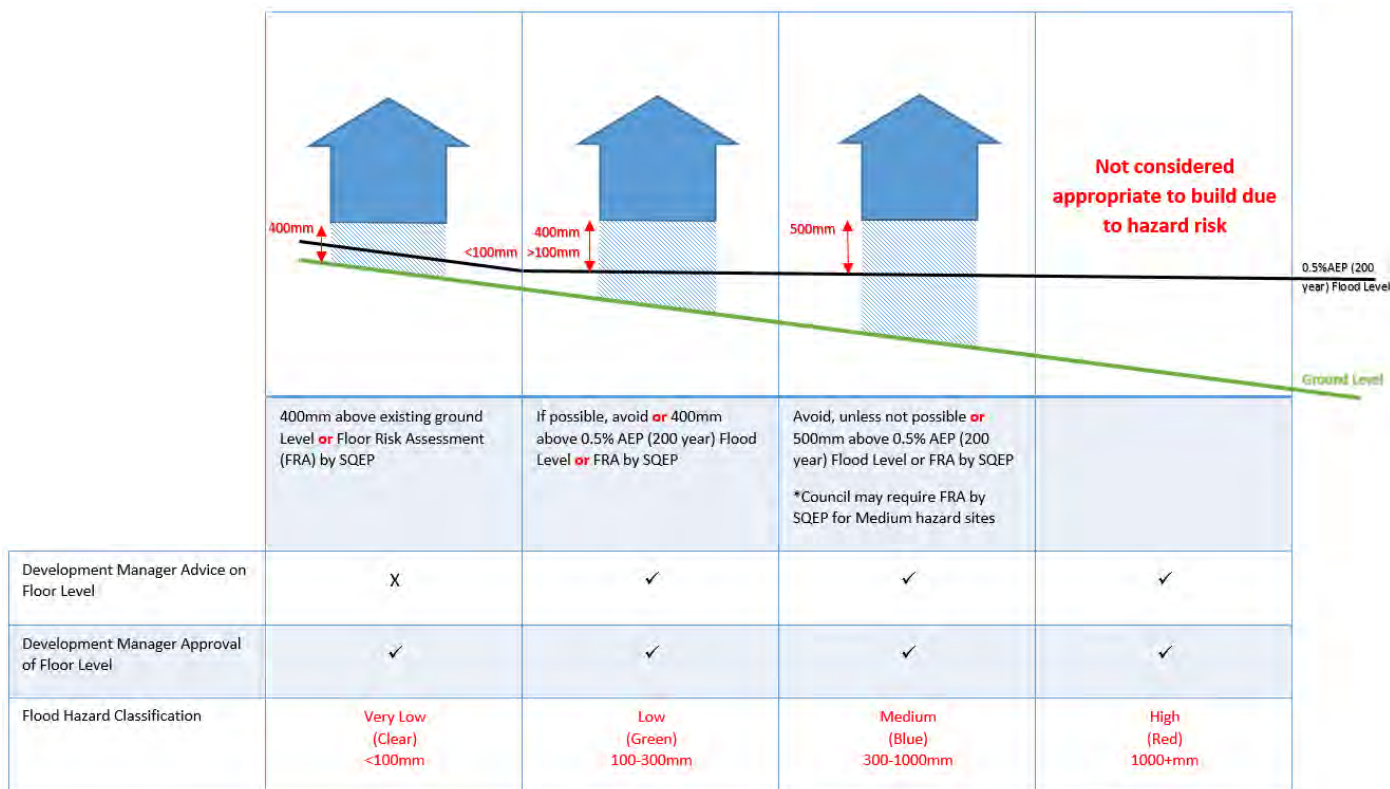 Not considered
appropriate to build due
to hazard risk
400mm
<100mm
400mm
>100mm
500mm
0.5%AEP (200
year) Flood Level
Ground Level
400mm above existing ground
Level or Floor Risk Assessment
(FRA) by SQEP
If possible, avoid or 400mm
above 0.5% AEP (200 year) Flood
Level or FRA by SQEP
Avoid, unless not possible or
500mm above 0.5% AEP (200
year) Flood Level or FRA by SQEP
*Council may require FRA by
SQEP for Medium hazard sites
Development Manager Advice on
Floor Level
X
✓
✓
✓
Development Manager Approval
of Floor Level
✓
✓
✓
✓
Flood Hazard Classification
Very Low
(Clear)
<100mm
Low
(Green)
100-300mm
Medium
(Blue)
300-1000mm
High
(Red)
1000+mm